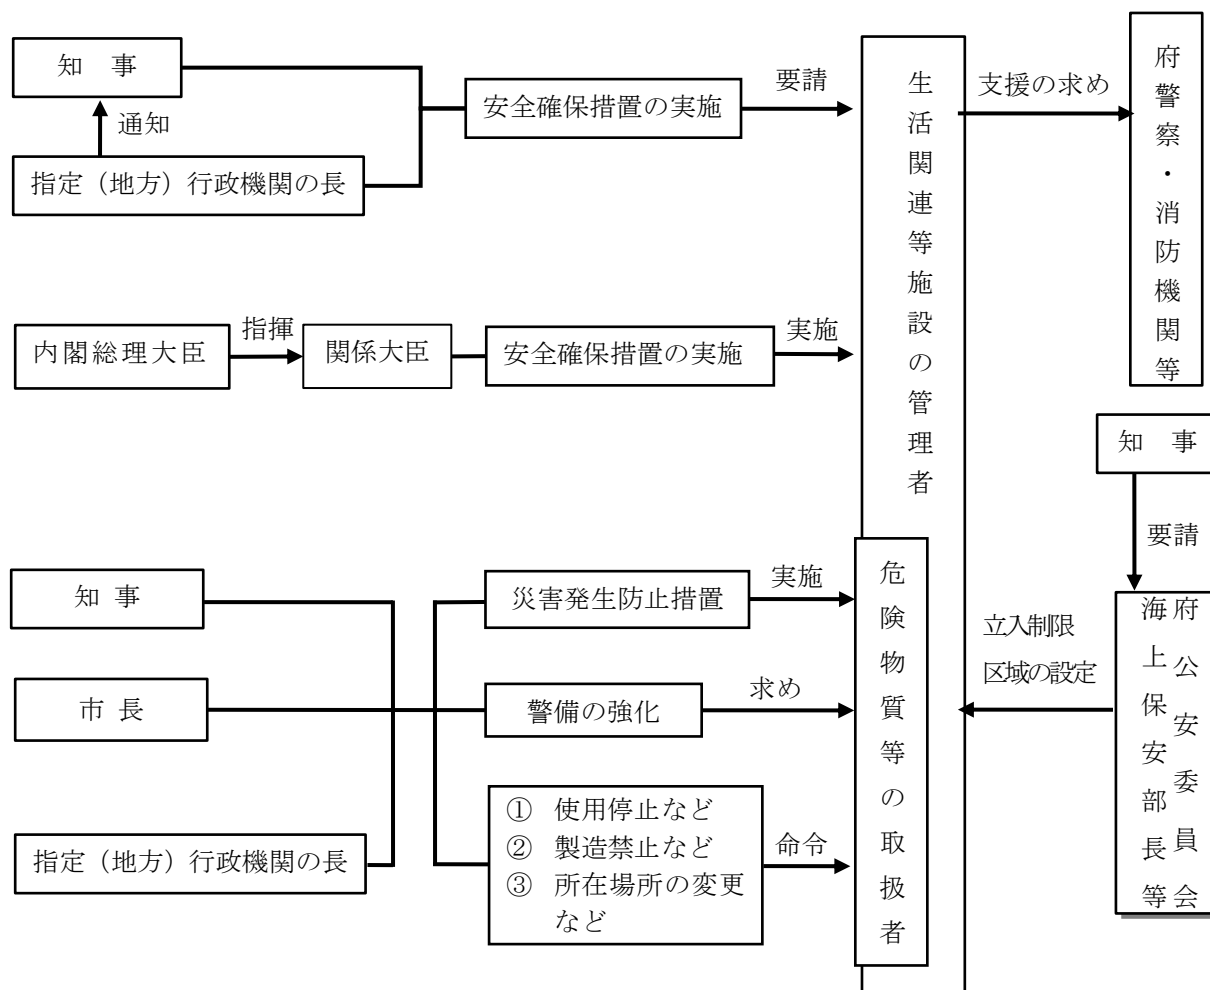 知　事
通知
指定（地方）行政機関の長
安全確保措置の実施
要請
生活関連等施設の管理者
支援の求め
府警察・消防機関等
内閣総理大臣
指揮
関係大臣
安全確保措置の実施
実施
知　事
要請
知 事
市 長
指定（地方）行政機関の長
災害発生防止措置
実施
警備の強化
求め
①　使用停止など
②　製造禁止など
③　所在場所の変更
など
命令
危険物質等の取扱者
立入制限
区域の設定
府公安委員会
海上保安部長等